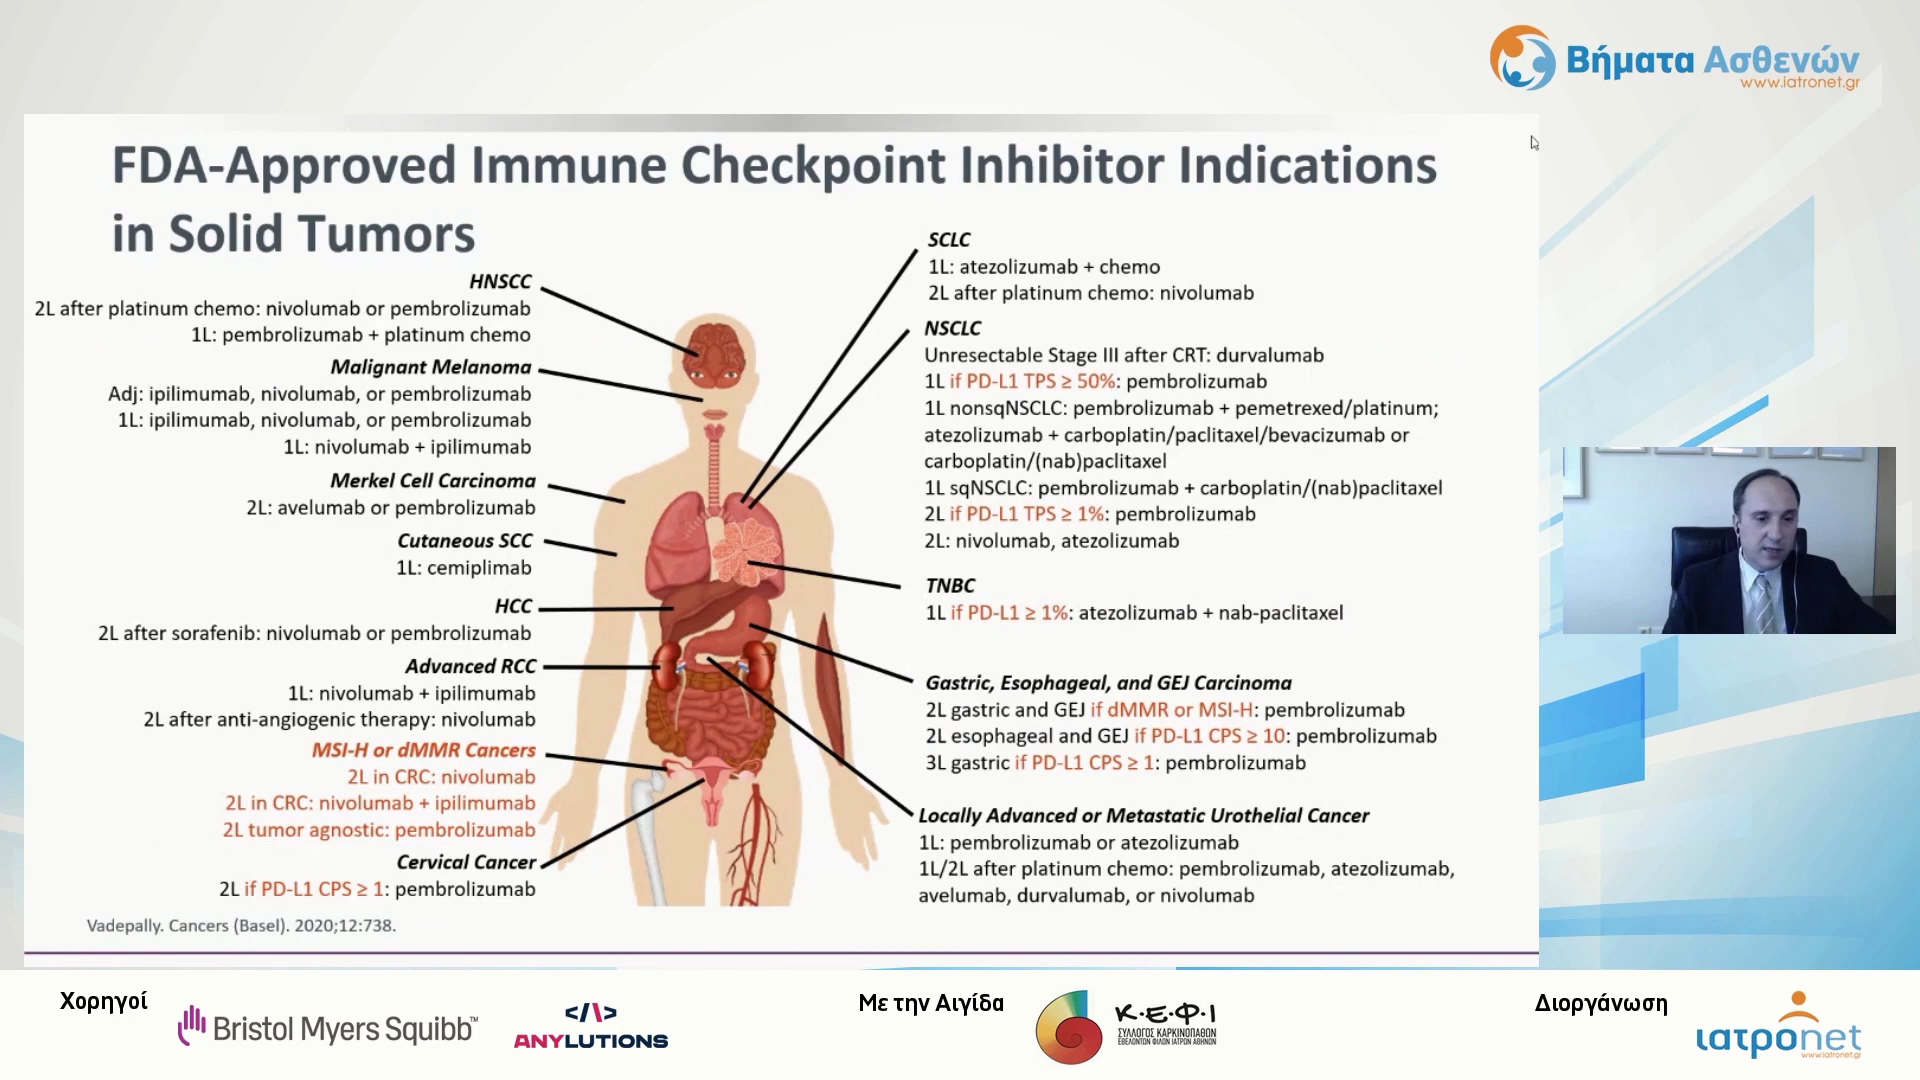 Βήματα Ασθενών
www.iatronet.gr
FDA-Approved Immune Checkpoint Inhibitor Indications
in Solid Tumors
HNSCC
2L after platinum chemo: nivolumab or pembrolizumab
1L: pembrolizumab + platinum chemo
Malignant Melanoma
Adj: ipilimumab, nivolumab, or pembrolizumab
1L: ipilimumab, nivolumab, or pembrolizumab
1L: nivolumab + ipilimumab
Merkel Cell Carcinoma
2L: avelumab or pembrolizumab
Cutaneous SCC
1L: cemiplimab
HCC
2L after sorafenib: nivolumab or pembrolizumab
Advanced RCC
1L: nivolumab + ipilimumab
2L after anti-angiogenic therapy: nivolumab
MSI-H or dMMR Cancers
2L in CRC: nivolumab
2L in CRC: nivolumab + ipilimumab
2L tumor agnostic: pembrolizumab
Cervical Cancer
2L if PD-L1 CPS ≥ 1: pembrolizumab
SCLC
1L: atezolizumab + chemo
2L after platinum chemo: nivolumab
NSCLC
Unresectable Stage III after CRT: durvalumab
1L if PD-L1 TPS ≥ 50%: pembrolizumab
1L nonsqNSCLC: pembrolizumab + pemetrexed/platinum;
atezolizumab + carboplatin/paclitaxel/bevacizumab or
carboplatin/(nab)paclitaxel
1L sqNSCLC: pembrolizumab + carboplatin/(nab)paclitaxel
2L if PD-L1 TPS ≥ 1%: pembrolizumab
2L: nivolumab, atezolizumab
TNBC
1L if PD-L1 ≥ 1%: atezolizumab + nab-paclitaxel
Gastric, Esophageal, and GEJ Carcinoma
2L gastric and GEJ if dMMR or MSI-H: pembrolizumab
2L esophageal and GEJ if PD-L1 CPS ≥ 10: pembrolizumab
3L gastric if PD-L1 CPS ≥ 1: pembrolizumab
Locally Advanced or Metastatic Urothelial Cancer
1L: pembrolizumab or atezolizumab
1L/2L after platinum chemo: pembrolizumab, atezolizumab,
avelumab, durvalumab, or nivolumab
Vadepally. Cancers (Basel). 2020;12:738.
Χορηγοί
Bristol Myers Squibb™
</\>
ANYLUTIONS
Με την Αιγίδα
Κ·Ε·Φ·Ι
ΣΥΛΛΟΓΟΣ ΚΑΡΚΙΝΟΠΑΘΩΝ
ΕΘΕΛΟΝΤΩΝ ΦΙΛΩΝ ΙΑΤΡΩΝ ΑΘΗΝΩΝ
Διοργάνωση
ιατροnet
www.iatronet.gr